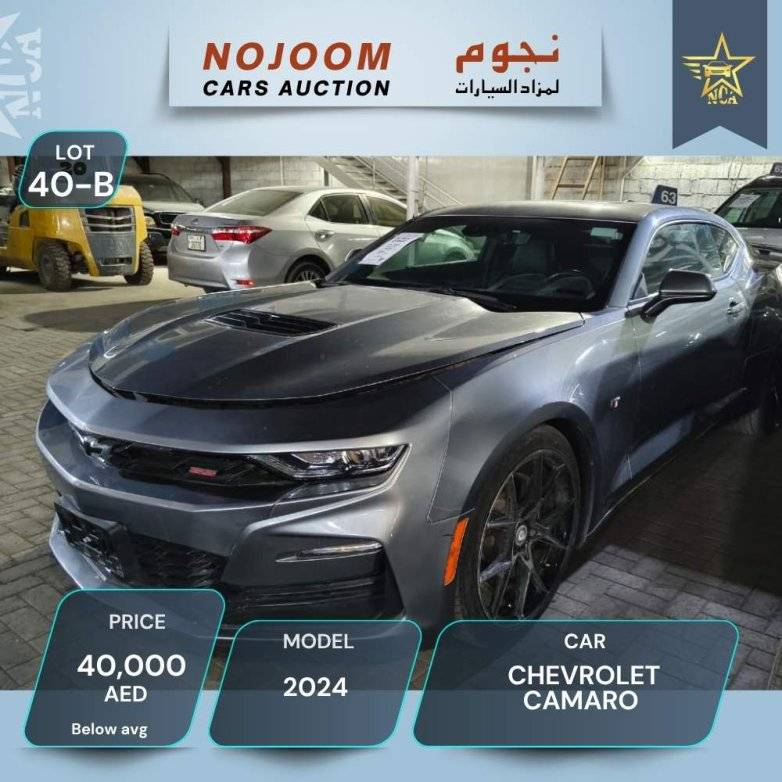 NCA
NOJOOM
CARS AUCTION
نجوم
لمزاد السيارات
NCA
LOT
40-B
63
PRICE
40,000
AED
Below avg
MODEL
2024
CAR
CHEVROLET
CAMARO